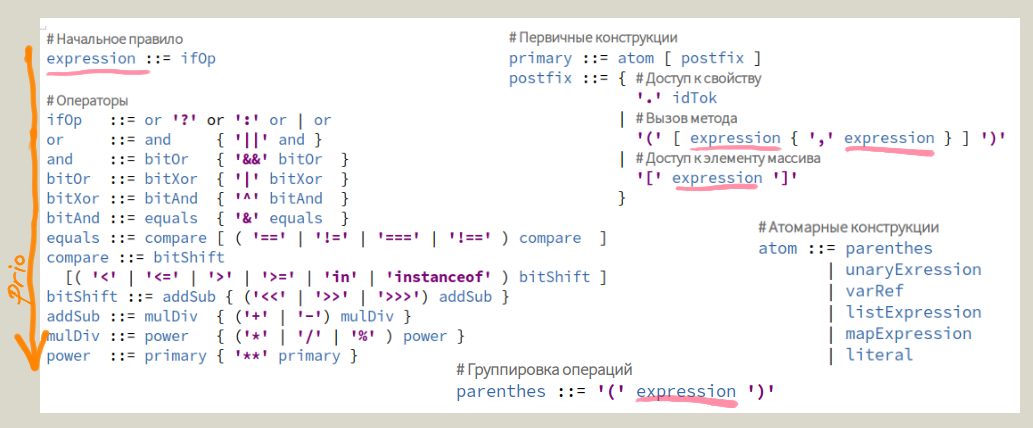 # Начальное правило
expression ::= ifOp
# Операторы
ifOp ::= or '?' or ':' or | or
or ::= and { '||' and }
and ::= bitOr { '&&' bitOr }
bitOr ::= bitXor { '|' bitXor }
bitXor ::= bitAnd { '^' bitAnd }
bitAnd ::= equals { '&' equals }
equals ::= compare [ ( '==' | '!=' | '===' | '!==' ) compare ]
compare ::= bitShift
[( '<' | '<=' | '>' | '>=' | 'in' | 'instanceof' ) bitShift ]
bitShift ::= addSub { ('<<' | '>>' | '>>>') addSub }
addSub ::= mulDiv { ('+' | '-') mulDiv }
mulDiv ::= power { ('*' | '/' | '%' ) power }
power ::= primary { '**' primary }
Prio
# Первичные конструкции
primary ::= atom [ postfix ]
postfix ::= { # Доступ к свойству
'.' idTok
| # Вызов метода
'(' [ expression { ',' expression } ] ')'
| # Доступ к элементу массива
'[' expression ']'
}
# Атомарные конструкции
atom ::= parenthes
| unaryExression
| varRef
| listExpression
| mapExpression
| literal
# Группировка операций
parenthes ::= '(' expression ')'